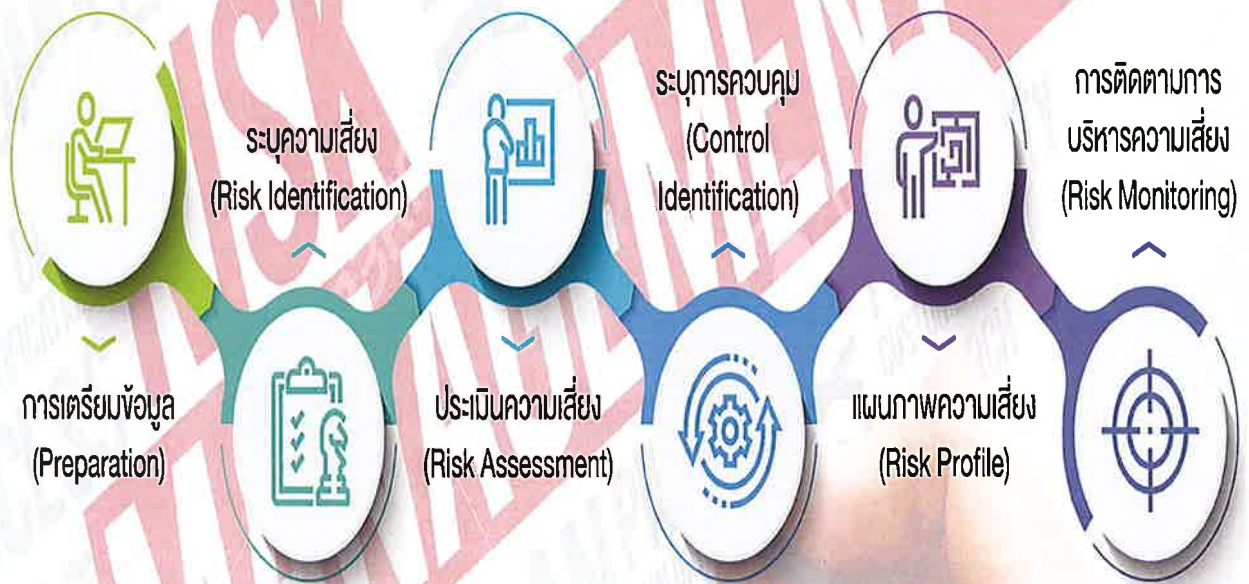 การเตรียมข้อมูล
(Preparation)
ระบุความเสี่ยง
(Risk Identification)
ประเมินความเสี่ยง
(Risk Assessment)
ระบุการควบคุม
(Control
Identification)
แผนภาพความเสี่ยง
(Risk Profile)
การติดตามการ
บริหารความเสี่ยง
(Risk Monitoring)
RISK
MANAGEMENT